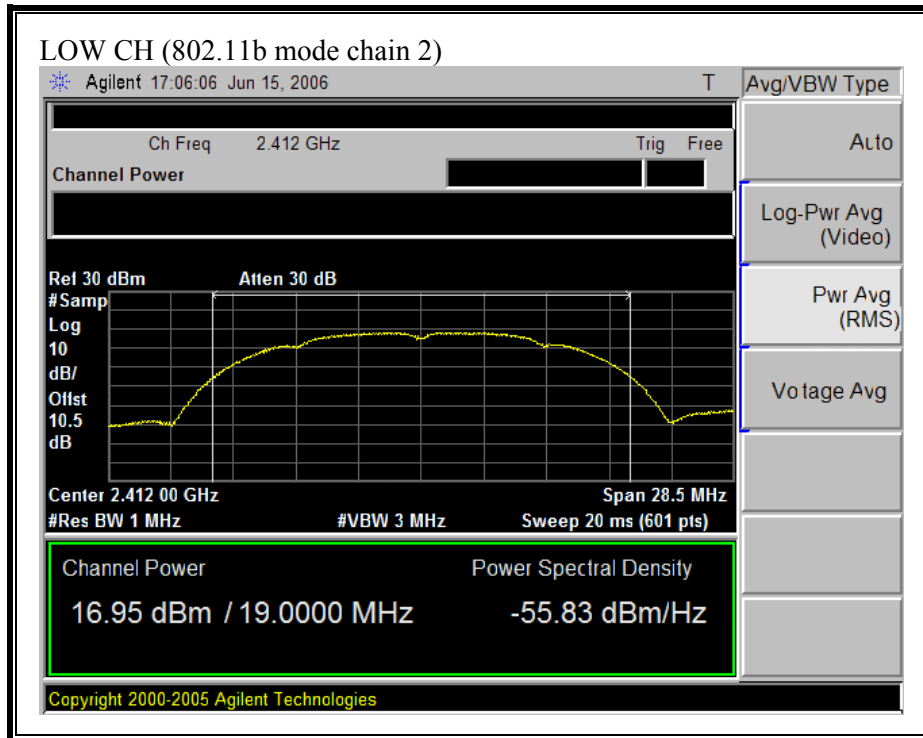 LOW CH (802.11b mode chain 2)
Agilent 17:06:06 Jun 15, 2006 T
Avg/VBW Type
Ch Freq 2.412 GHz Trig Free
Channel Power
Auto
Log-Pwr Avg
(Video)
Pwr Avg
(RMS)
Voltage Avg
Ref 30 dBm Atten 30 dB
#Samp
Log
10
dB/
Offst
10.5
dB
Center 2.412 00 GHz Span 28.5 MHz
#Res BW 1 MHz #VBW 3 MHz Sweep 20 ms (601 pts)
Channel Power Power Spectral Density
16.95 dBm / 19.0000 MHz -55.83 dBm/Hz
Copyright 2000-2005 Agilent Technologies